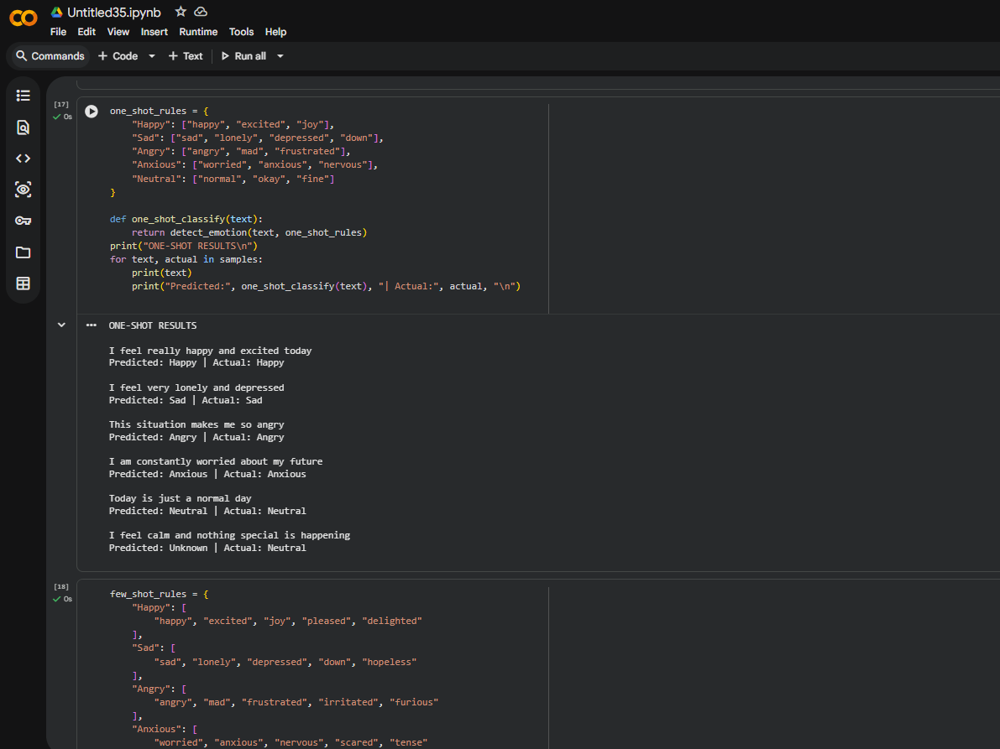 Untitled35.ipynb
File Edit View Insert Runtime Tools Help
Commands + Code + Text Run all
[17]
0s
one_shot_rules = {
    "Happy": ["happy", "excited", "joy"],
    "Sad": ["sad", "lonely", "depressed", "down"],
    "Angry": ["angry", "mad", "frustrated"],
    "Anxious": ["worried", "anxious", "nervous"],
    "Neutral": ["normal", "okay", "fine"]
}
def one_shot_classify(text):
    return detect_emotion(text, one_shot_rules)
print("ONE-SHOT RESULTS\n")
for text, actual in samples:
    print(text)
    print("Predicted:", one_shot_classify(text), "| Actual:", actual, "\n")
ONE-SHOT RESULTS
I feel really happy and excited today
Predicted: Happy | Actual: Happy
I feel very lonely and depressed
Predicted: Sad | Actual: Sad
This situation makes me so angry
Predicted: Angry | Actual: Angry
I am constantly worried about my future
Predicted: Anxious | Actual: Anxious
Today is just a normal day
Predicted: Neutral | Actual: Neutral
I feel calm and nothing special is happening
Predicted: Unknown | Actual: Neutral
[18]
0s
few_shot_rules = {
    "Happy": [
        "happy", "excited", "joy", "pleased", "delighted"
    ],
    "Sad": [
        "sad", "lonely", "depressed", "down", "hopeless"
    ],
    "Angry": [
        "angry", "mad", "frustrated", "irritated", "furious"
    ],
    "Anxious": [
        "worried", "anxious", "nervous", "scared", "tense"